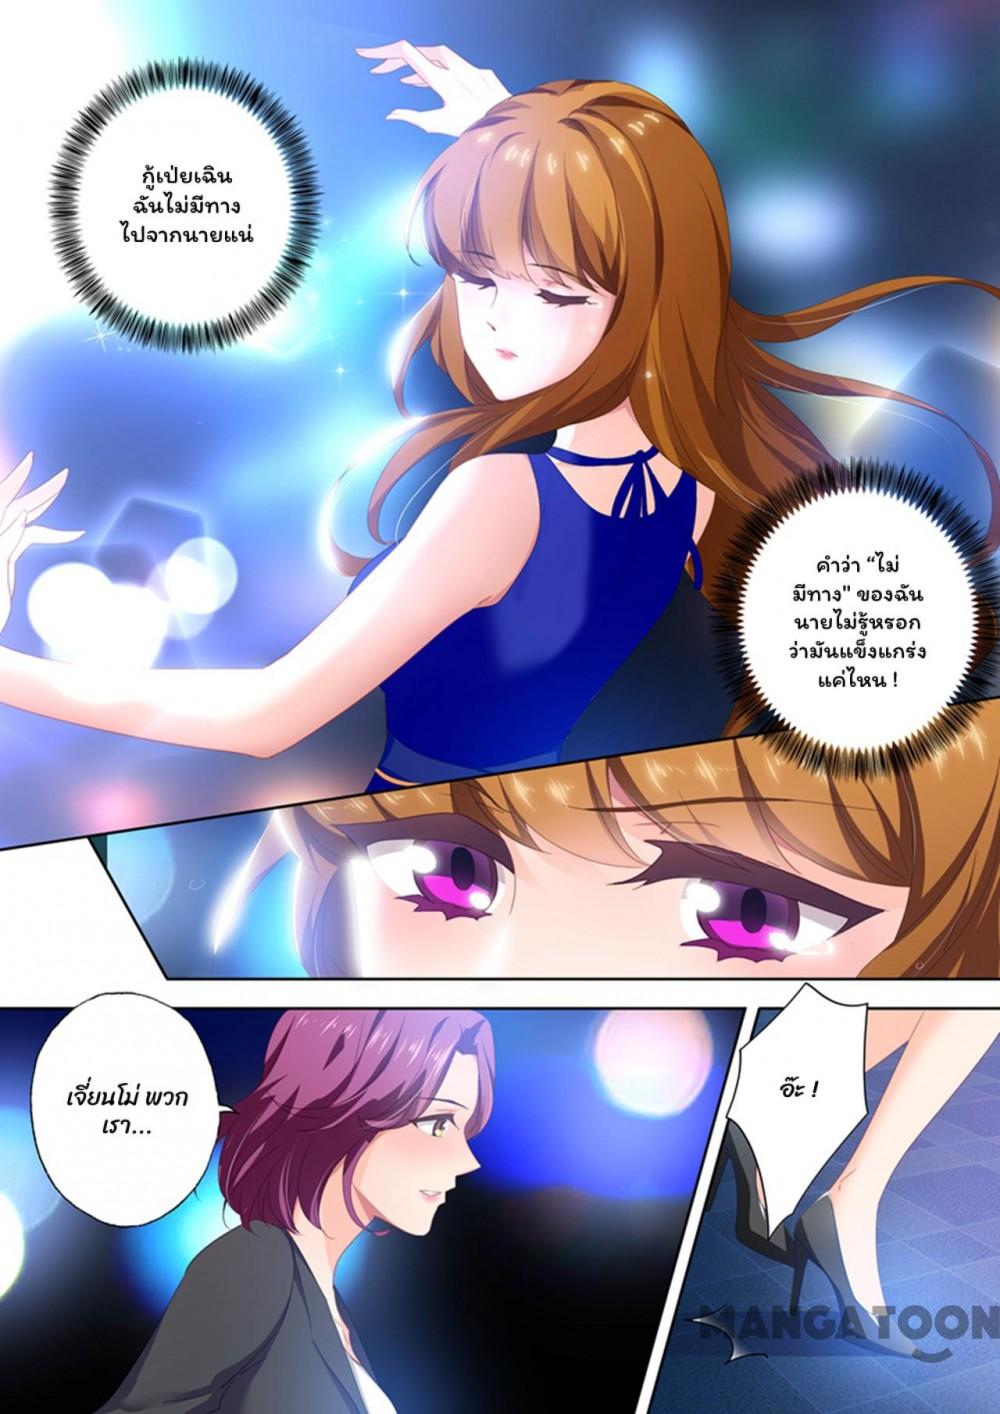 กู้เป่ยเฉิน
ฉันไม่มีทาง
ไปจากนายแน่
คำว่า “ไม่
มีทาง" ของฉัน
นายไม่รู้หรอก
ว่ามันแข็งแกร่ง
แค่ไหน !
เจี่ยนโม่ พวก
เรา...
อ๊ะ !
MANGATOON